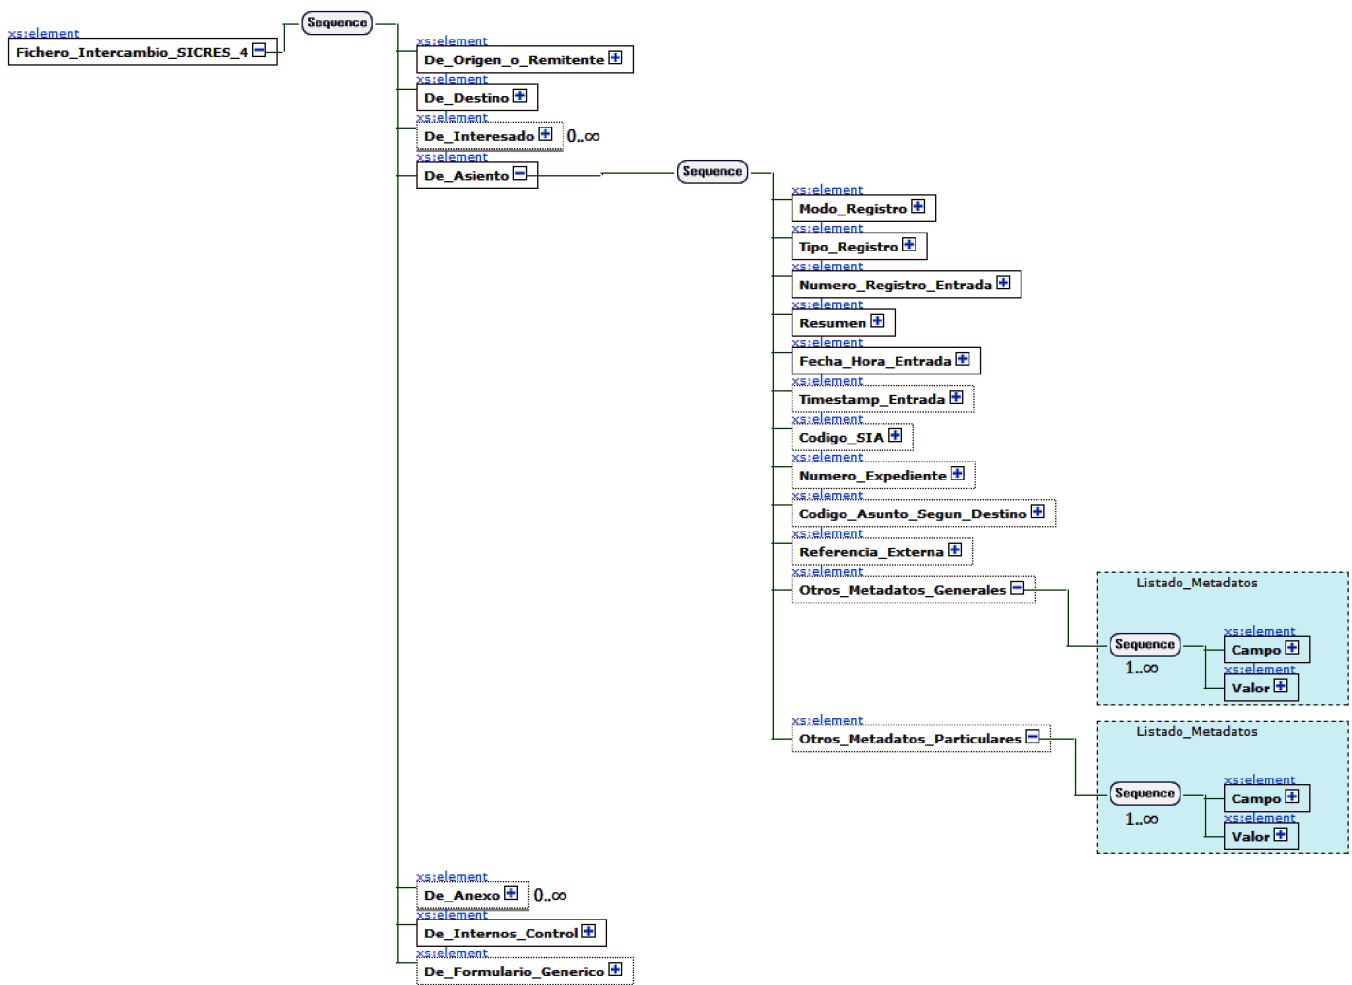 Sequence
xs:element
Fichero_Intercambio_SICRES_4
xs:element
De_Origen_o_Remitente
xs:element
De_Destino
xs:element
De_Interesado 0..∞
xs:element
De_Asiento
Sequence
xs:element
Modo_Registro
xs:element
Tipo_Registro
xs:element
Numero_Registro_Entrada
xs:element
Resumen
xs:element
Fecha_Hora_Entrada
xs:element
Timestamp_Entrada
xs:element
Codigo_SIA
xs:element
Numero_Expediente
xs:element
Codigo_Asunto_Segun_Destino
xs:element
Referencia_Externa
xs:element
Otros_Metadatos_Generales
Listado_Metadatos
Sequence
1..∞
xs:element
Campo
xs:element
Valor
xs:element
Otros_Metadatos_Particulares
Listado_Metadatos
Sequence
1..∞
xs:element
Campo
xs:element
Valor
xs:element
De_Anexo 0..∞
xs:element
De_Internos_Control
xs:element
De_Formulario_Generico